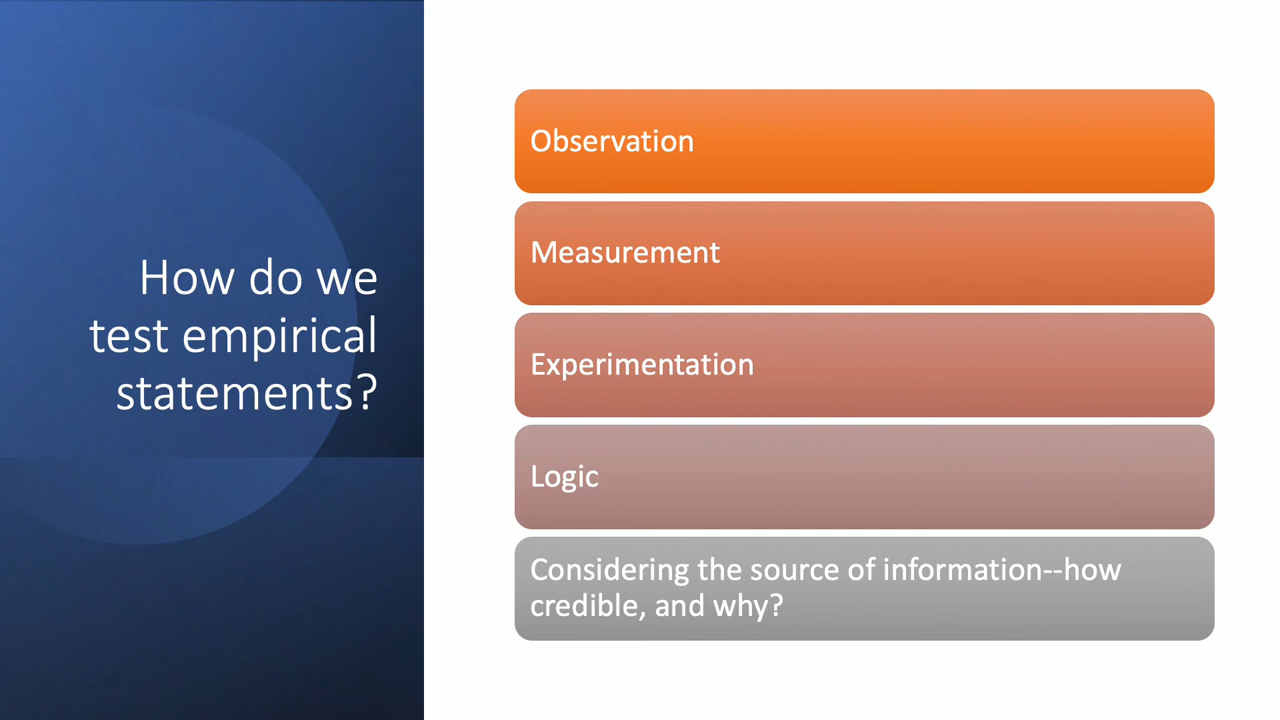 How do we
test empirical
statements?
Observation
Measurement
Experimentation
Logic
Considering the source of information--how
credible, and why?